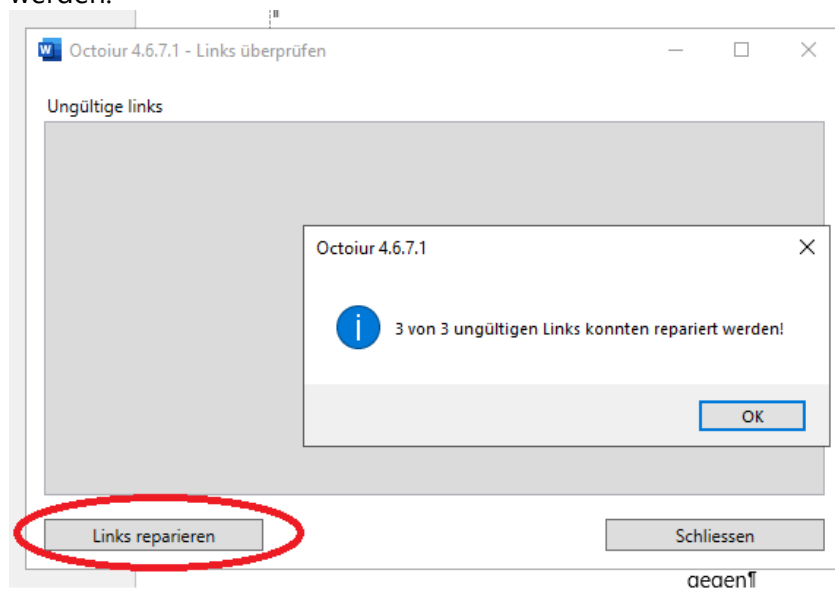 werden.
Octoiur 4.6.7.1 - Links überprüfen
Ungültige links
Octoiur 4.6.7.1
3 von 3 ungültigen Links konnten repariert werden!
OK
Links reparieren
Schliessen
gegen¶